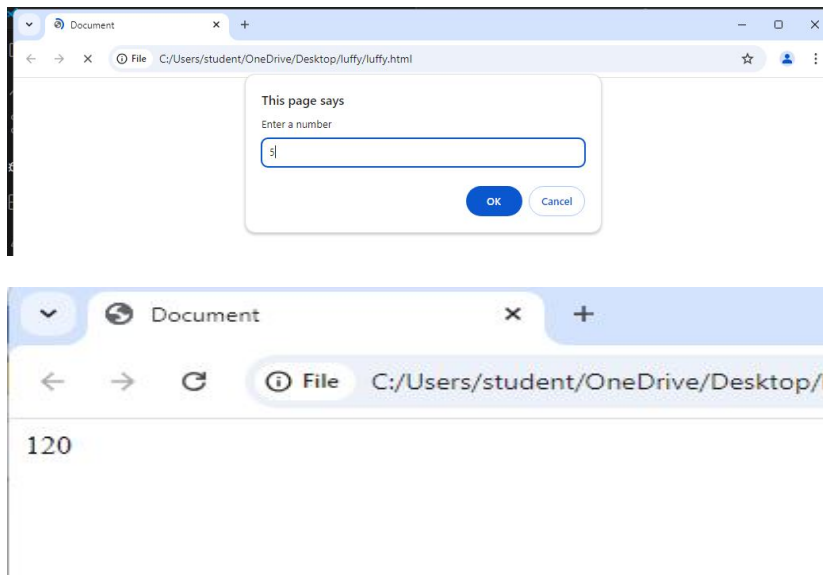 Document
File C:/Users/student/OneDrive/Desktop/luffy/luffy.html
This page says
Enter a number
5
OK Cancel
Document
File C:/Users/student/OneDrive/Desktop/
120